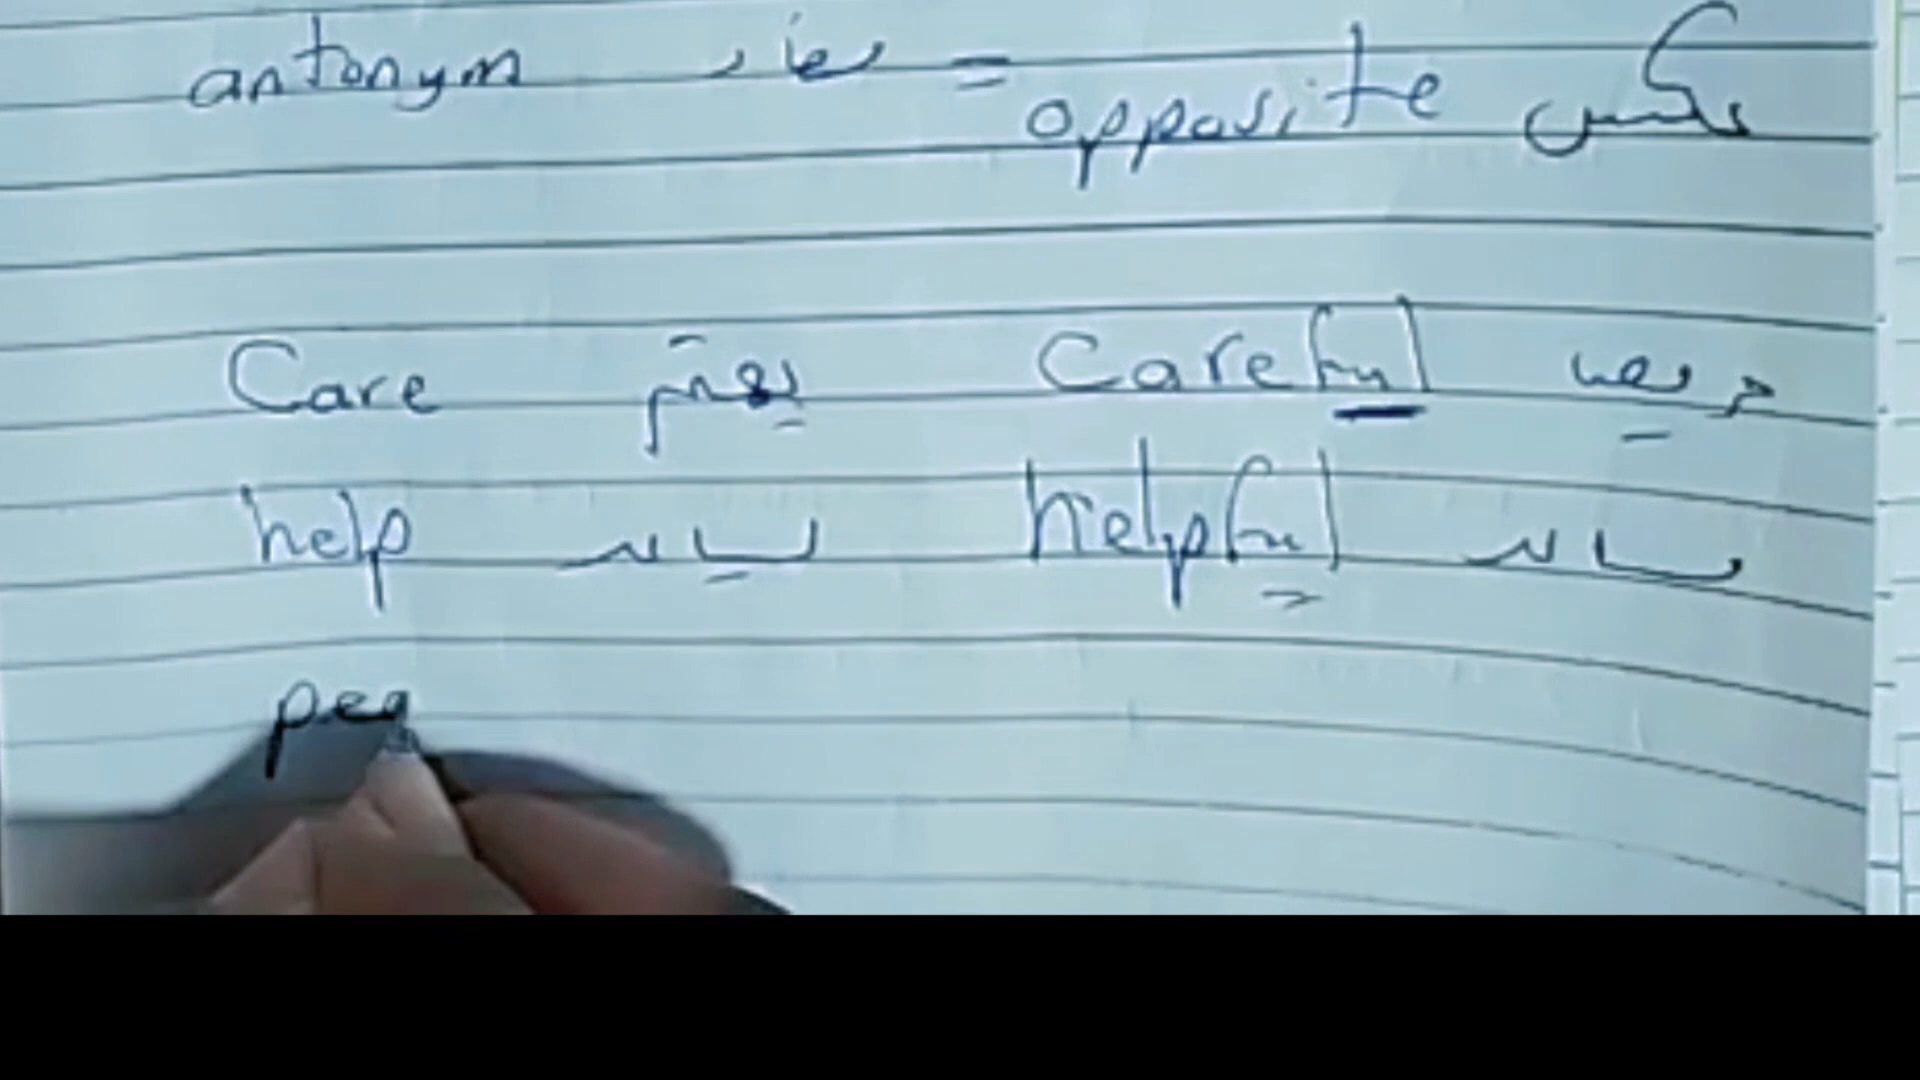 antonym مضاد = opposite عكس
Care يهتم Careful حريص
help يساعد helpful مساعد
pea